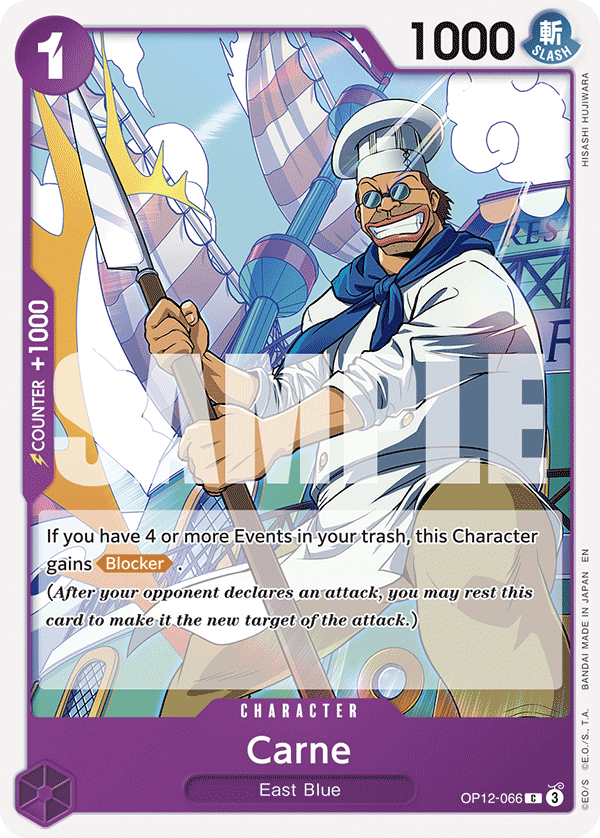 1
1000
斬
SLASH
HISASHI HUJIWARA
RES
COUNTER +1000
SAMPLE
If you have 4 or more Events in your trash, this Character
gains Blocker .
(After your opponent declares an attack, you may rest this
card to make it the new target of the attack.)
CHARACTER
Carne
East Blue
OP12-066 C 3
©EO/S ©E.O./S., T.A. BANDAI MADE IN JAPAN EN